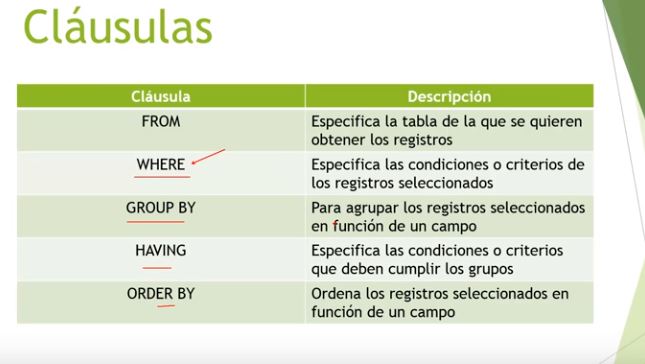 Cláusulas
Cláusula Descripción
FROM Especifica la tabla de la que se quieren
obtener los registros
WHERE Especifica las condiciones o criterios de
los registros seleccionados
GROUP BY Para agrupar los registros seleccionados
en función de un campo
HAVING Especifica las condiciones o criterios
que deben cumplir los grupos
ORDER BY Ordena los registros seleccionados en
función de un campo